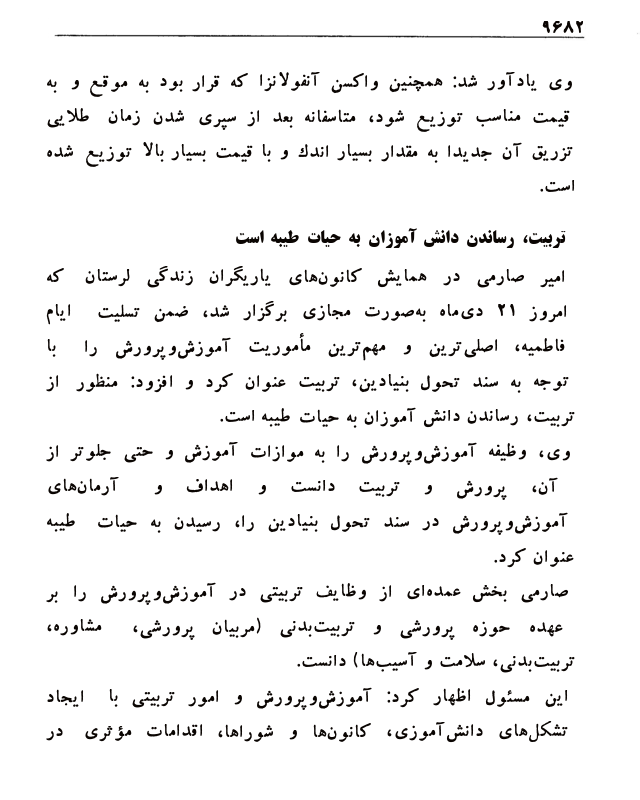 ۹۶۸۲
وی یادآور شد: همچنین واکسن آنفولانزا که قرار بود به موقع و به
قیمت مناسب توزیع شود، متاسفانه بعد از سپری شدن زمان طلایی
تزریق آن جدیدا به مقدار بسیار اندك و با قیمت بسیار بالا توزیع شده
است.
تربیت، رساندن دانش آموزان به حیات طیبه است
امیر صارمی در همایش کانون‌های یاریگران زندگی لرستان که
امروز ۲۱ دی‌ماه به‌صورت مجازی برگزار شد، ضمن تسلیت ایام
فاطمیه، اصلی‌ترین و مهم‌ترین مأموریت آموزش‌وپرورش را با
توجه به سند تحول بنیادین، تربیت عنوان کرد و افزود: منظور از
تربیت، رساندن دانش آموزان به حیات طیبه است.
وی، وظیفه آموزش‌وپرورش را به موازات آموزش و حتی جلوتر از
آن، پرورش و تربیت دانست و اهداف و آرمان‌های
آموزش‌وپرورش در سند تحول بنیادین را، رسیدن به حیات طیبه
عنوان کرد.
صارمی بخش عمده‌ای از وظایف تربیتی در آموزش‌وپرورش را بر
عهده حوزه پرورشی و تربیت‌بدنی (مربیان پرورشی، مشاوره،
تربیت‌بدنی، سلامت و آسیب‌ها) دانست.
این مسئول اظهار کرد: آموزش‌وپرورش و امور تربیتی با ایجاد
تشکل‌های دانش‌آموزی، کانون‌ها و شوراها، اقدامات مؤثری در